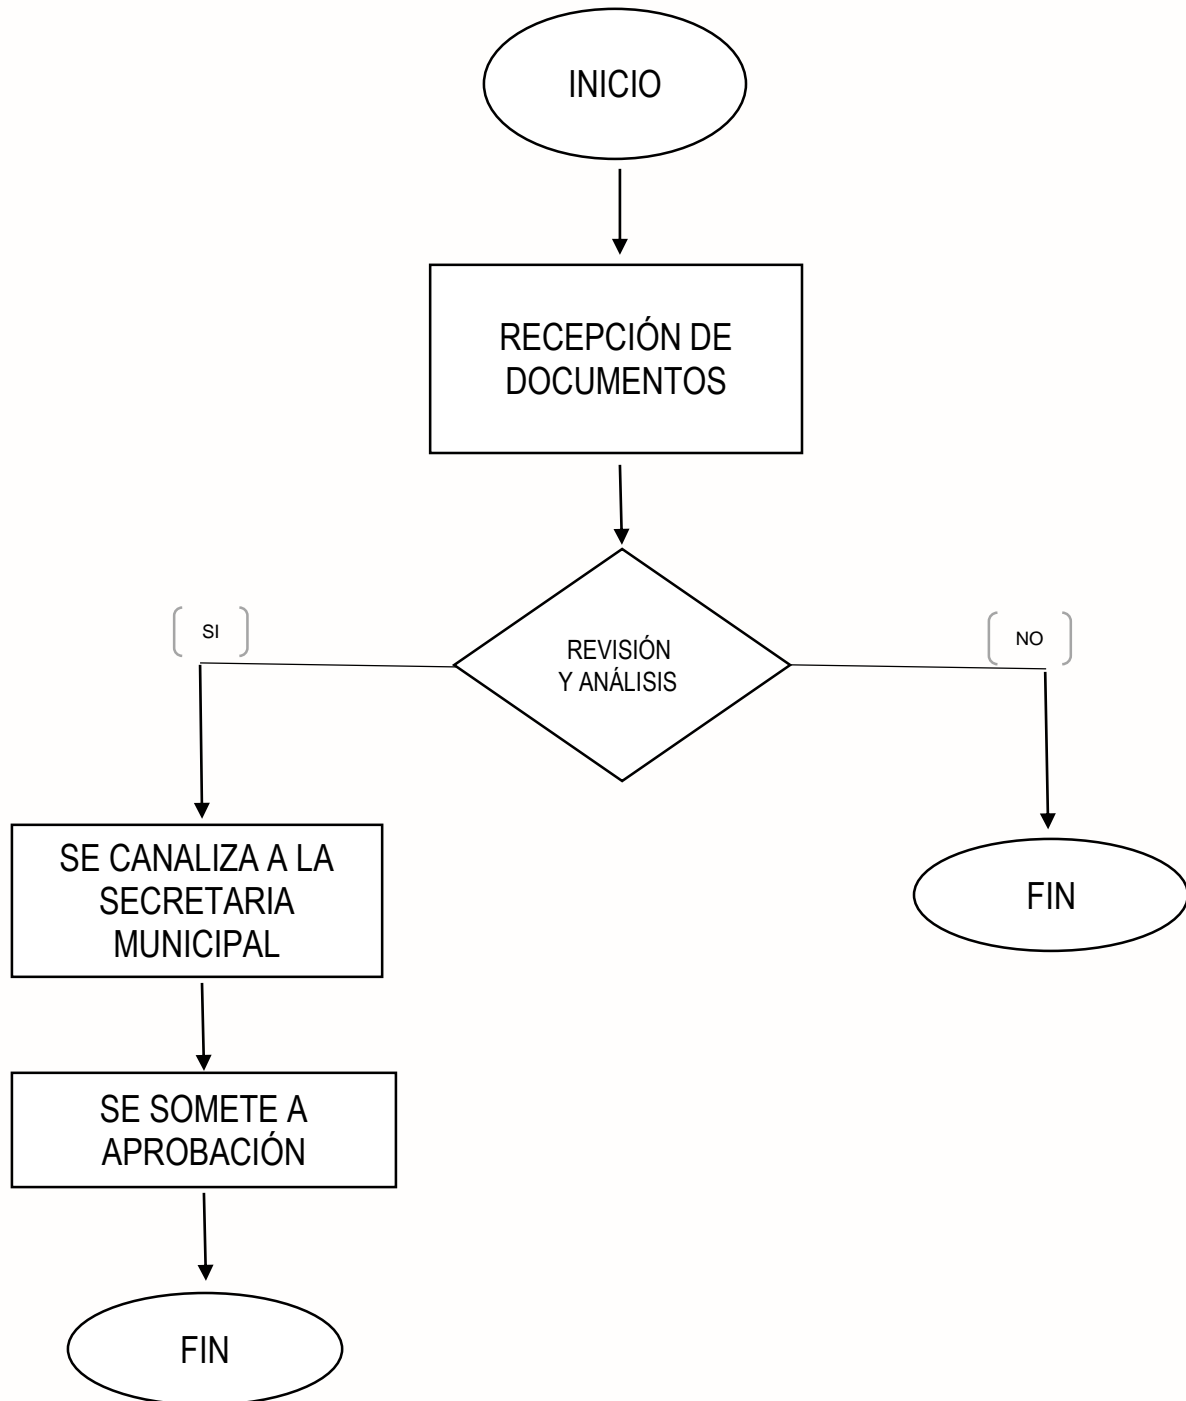 INICIO
RECEPCIÓN DE
DOCUMENTOS
SI
NO
REVISIÓN
Y ANÁLISIS
SE CANALIZA A LA
SECRETARIA
MUNICIPAL
FIN
SE SOMETE A
APROBACIÓN
FIN